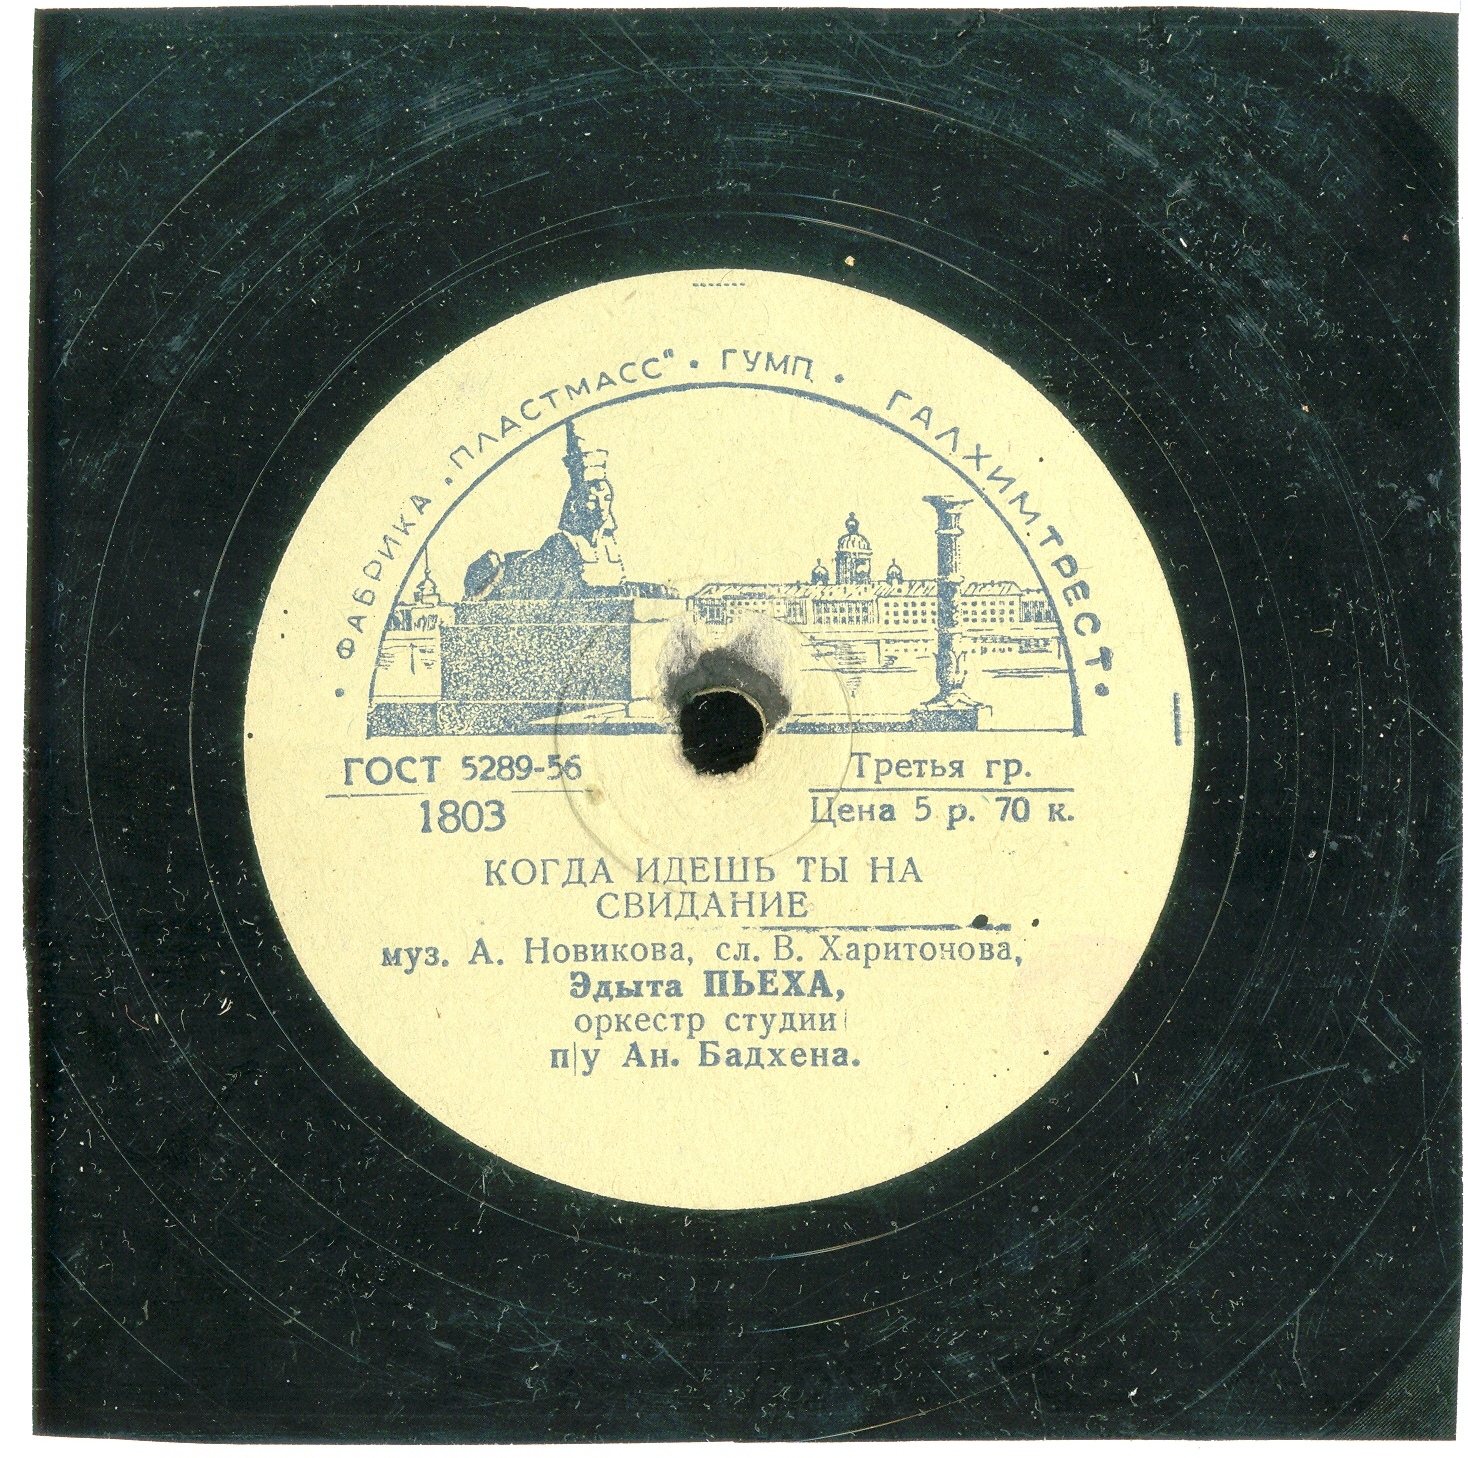 • ФАБРИКА „ПЛАСТМАСС“ • ГУМП • ГАЛХИМТРЕСТ •
ГОСТ 5289-56
1803
Третья гр.
Цена 5 р. 70 к.
КОГДА ИДЕШЬ ТЫ НА
СВИДАНИЕ
муз. А. Новикова, сл. В. Харитонова,
Эдыта ПЬЕХА,
оркестр студии
п/у Ан. Бадхена.